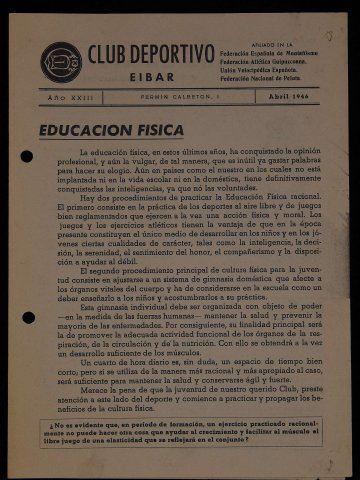 CLUB DEPORTIVO
EIBAR
AFILIADO EN LA
Federación Española de Montañismo
Federación Atlética Guipuzcoana.
Unión Velocipédica Española.
Federación Nacional de Pelota.
Año XXIII
FERMIN CALBETON, 1
Abril 1946
EDUCACION FISICA
La educación física, en estos últimos años, ha conquistado la opinión
profesional, y aún la vulgar, de tal manera, que es inútil ya gastar palabras
para hacer su elogio. Aún en países como el nuestro en los cuales no está
implantada ni en la vida escolar ni en la doméstica, tiene definitivamente
conquistadas las inteligencias, ya que nó las voluntades.
Hay dos procedimientos de practicar la Educación Física racional.
El primero consiste en la práctica de los deportes al aire libre y de juegos
bien reglamentados que ejercen a la vez una acción física y moral. Los
juegos y los ejercicios atléticos tienen la ventaja de que en la época
presente constituyen el único medio de desarrollar en los niños y en los jó-
venes ciertas cualidades de carácter, tales como la inteligencia, la deci-
sión, la serenidad, el sentimiento del honor, el compañerismo y la disposi-
ción a ayudar al débil.
El segundo procedimiento principal de cultura física para la juven-
tud consiste en ajustarse a un sistema de gimnasia doméstica que afecte a
los órganos vitales del cuerpo y ha de considerarse en la escuela como un
deber enseñarlo a los niños y acostumbrarlos a su práctica.
Esta gimnasia individual debe ser organizada con objeto de poder
—en la medida de las fuerzas humanas— mantener la salud y prevenir la
mayoría de las enfermedades. Por consiguiente, su finalidad principal será
la de promover la adecuada actividad funcional de los órganos de la res-
piración, de la circulación y de la nutrición. Con ello se obtendrá a la vez
un desarrollo suficiente de los músculos.
Un cuarto de hora diario es, sin duda, un espacio de tiempo bien
corto, pero si se utiliza de la manera más racional y más apropiado al caso,
será suficiente para mantener la salud y conservarse ágil y fuerte.
Merece la pena de que la juventud de nuestro querido Club, preste
atención a este lado del deporte y comience a practicar y propagar los be-
neficios de la cultura física.
¿No es evidente que, en período de formación, un ejercicio practicado racional-
mente no puede hacer otra cosa que ayudar al crecimiento y facilitar al músculo el
libre juego de una elasticidad que se reflejará en el conjunto?